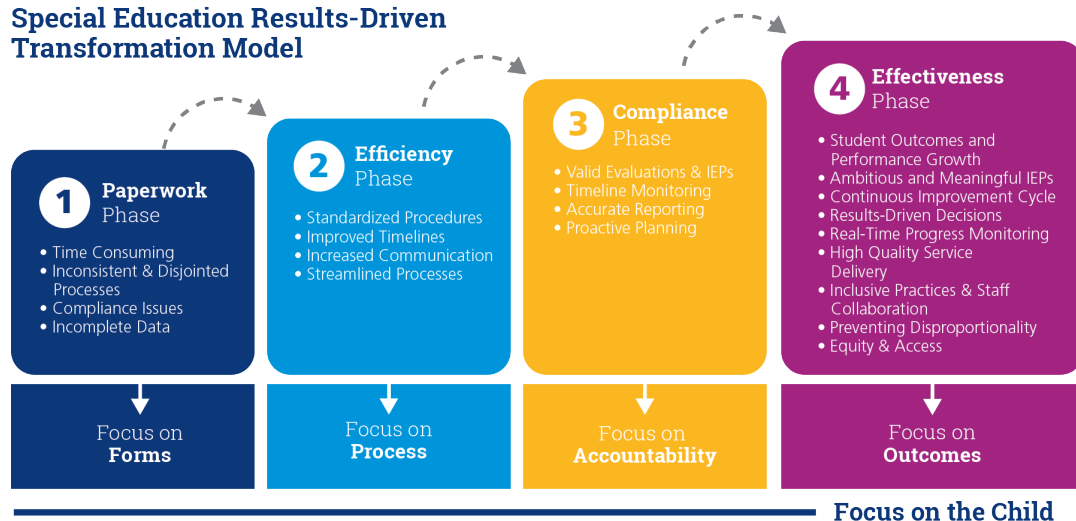 Special Education Results-Driven
Transformation Model
1
Paperwork
Phase
• Time Consuming
• Inconsistent & Disjointed
Processes
• Compliance Issues
• Incomplete Data
Focus on
Forms
2
Efficiency
Phase
• Standardized Procedures
• Improved Timelines
• Increased Communication
• Streamlined Processes
Focus on
Process
3
Compliance
Phase
• Valid Evaluations & IEPs
• Timeline Monitoring
• Accurate Reporting
• Proactive Planning
Focus on
Accountability
4
Effectiveness
Phase
• Student Outcomes and
Performance Growth
• Ambitious and Meaningful IEPs
• Continuous Improvement Cycle
• Results-Driven Decisions
• Real-Time Progress Monitoring
• High Quality Service
Delivery
• Inclusive Practices & Staff
Collaboration
• Preventing Disproportionality
• Equity & Access
Focus on
Outcomes
Focus on the Child